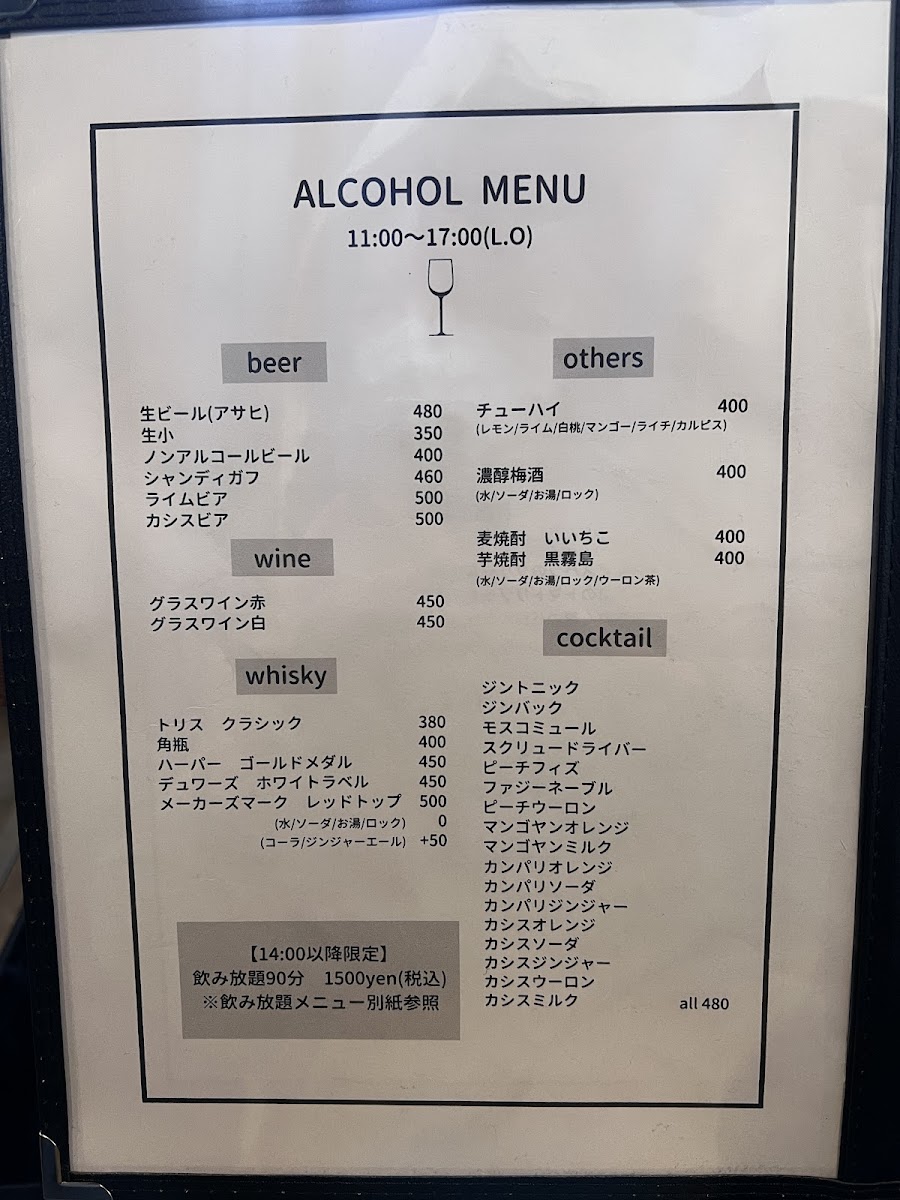 ALCOHOL MENU
11:00〜17:00(L.O)
beer
生ビール(アサヒ) 480
生小 350
ノンアルコールビール 400
シャンディガフ 460
ライムビア 500
カシスビア 500
wine
グラスワイン赤 450
グラスワイン白 450
whisky
トリス　クラシック 380
角瓶 400
ハーパー　ゴールドメダル 450
デュワーズ　ホワイトラベル 450
メーカーズマーク　レッドトップ 500
(水/ソーダ/お湯/ロック) 0
(コーラ/ジンジャーエール) +50
【14:00以降限定】
飲み放題90分　1500yen(税込)
※飲み放題メニュー別紙参照
others
チューハイ 400
(レモン/ライム/白桃/マンゴー/ライチ/カルピス)
濃醇梅酒 400
(水/ソーダ/お湯/ロック)
麦焼酎　いいちこ 400
芋焼酎　黒霧島 400
(水/ソーダ/お湯/ロック/ウーロン茶)
cocktail
ジントニック
ジンバック
モスコミュール
スクリュードライバー
ピーチフィズ
ファジーネーブル
ピーチウーロン
マンゴヤンオレンジ
マンゴヤンミルク
カンパリオレンジ
カンパリソーダ
カンパリジンジャー
カシスオレンジ
カシスソーダ
カシスジンジャー
カシスウーロン
カシスミルク all 480